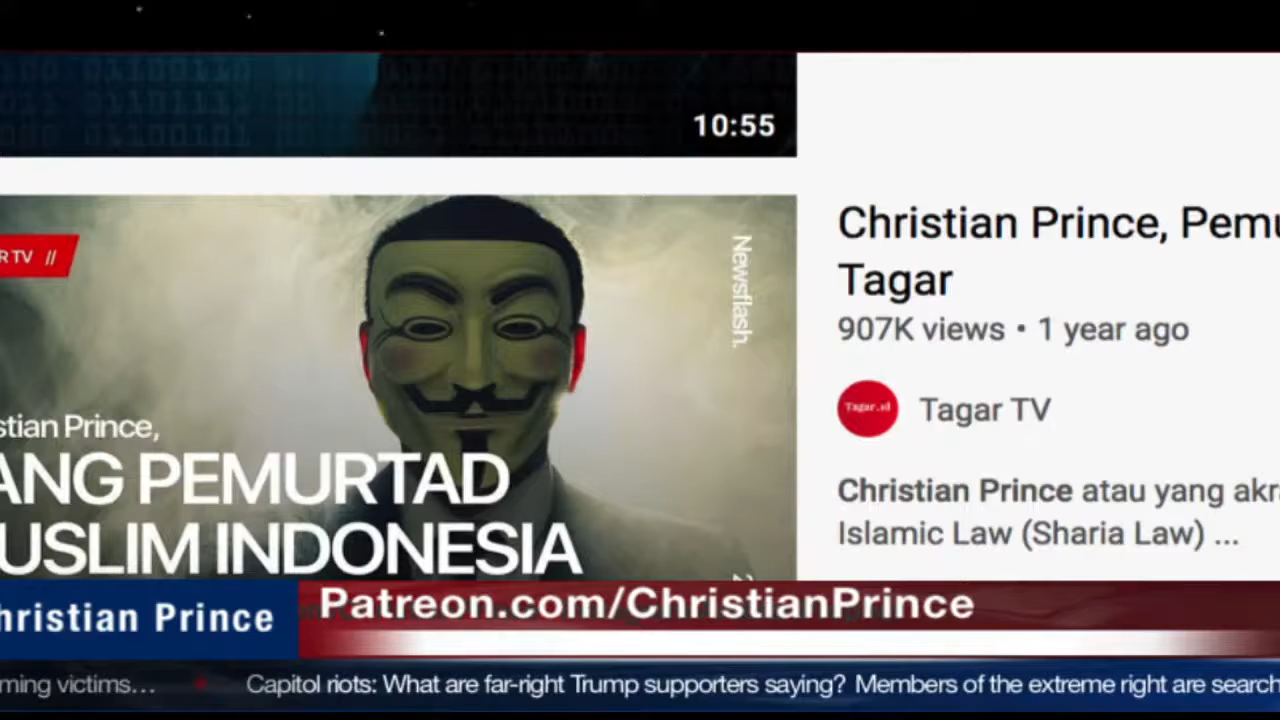 10:55
RTV //
Newsflash.
stian Prince,
ANG PEMURTAD
USLIM INDONESIA
Christian Prince, Pemu
Tagar
907K views • 1 year ago
Tagar.id
Tagar TV
Christian Prince atau yang akr
Islamic Law (Sharia Law) ...
hristian Prince
Patreon.com/ChristianPrince
ming victims... Capitol riots: What are far-right Trump supporters saying? Members of the extreme right are search